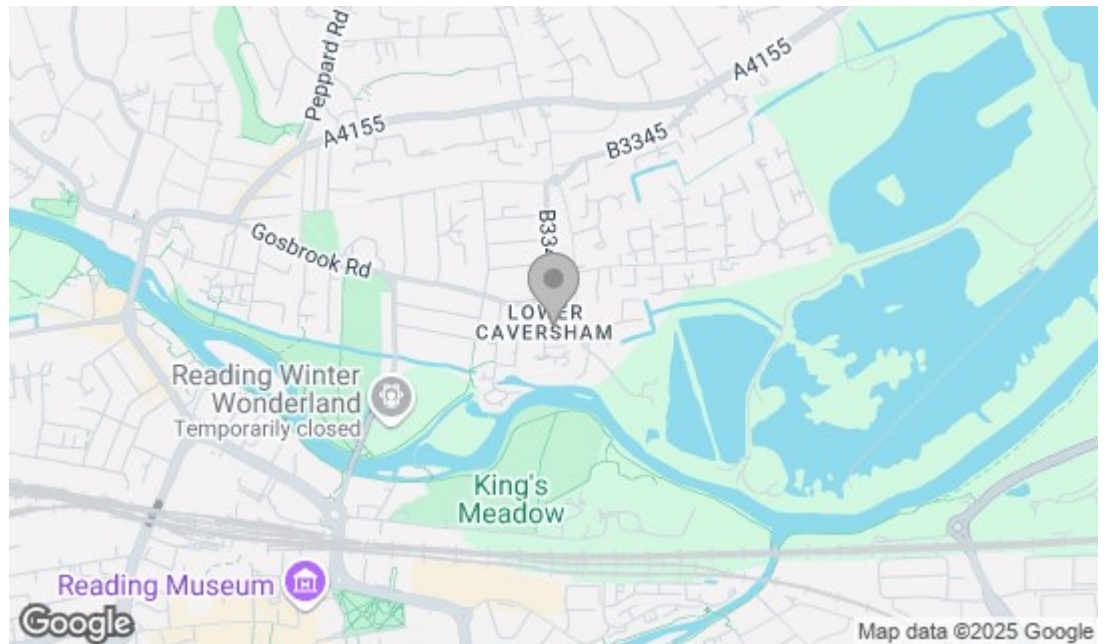 Peppard Rd
A4155
A4155
B3345
B334
Gosbrook Rd
LOWER
CAVERSHAM
Reading Winter
Wonderland
Temporarily closed
King's
Meadow
Reading Museum
Google
Map data ©2025 Google